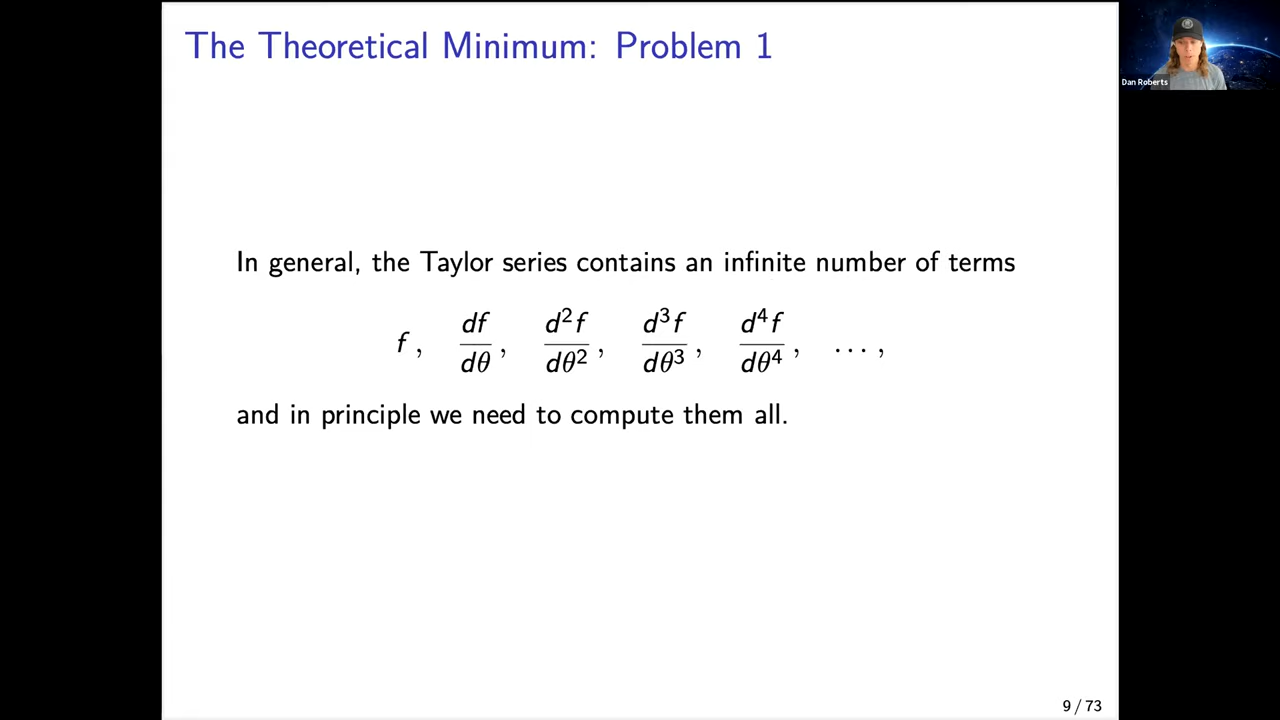 The Theoretical Minimum: Problem 1
Dan Roberts
In general, the Taylor series contains an infinite number of terms
f , df/dθ , d²f/dθ² , d³f/dθ³ , d⁴f/dθ⁴ , . . . ,
and in principle we need to compute them all.
9 / 73